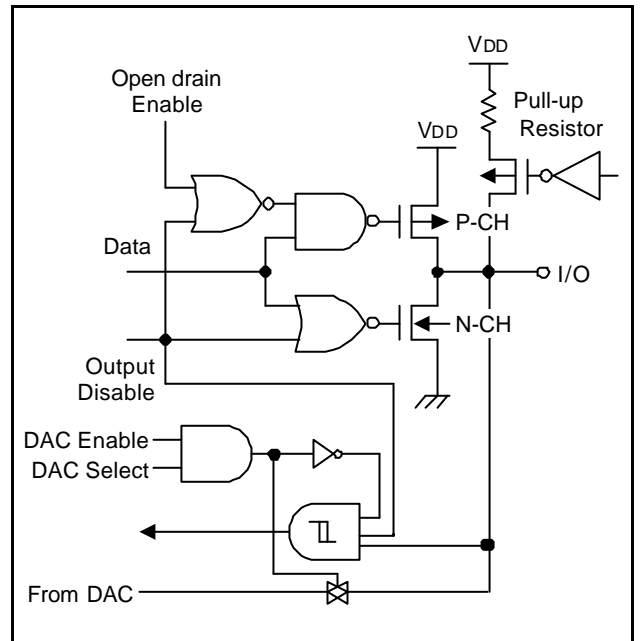 VDD
Open drain
Enable
Pull-up
Resistor
VDD
P-CH
Data
I/O
N-CH
Output
Disable
DAC Enable
DAC Select
From DAC